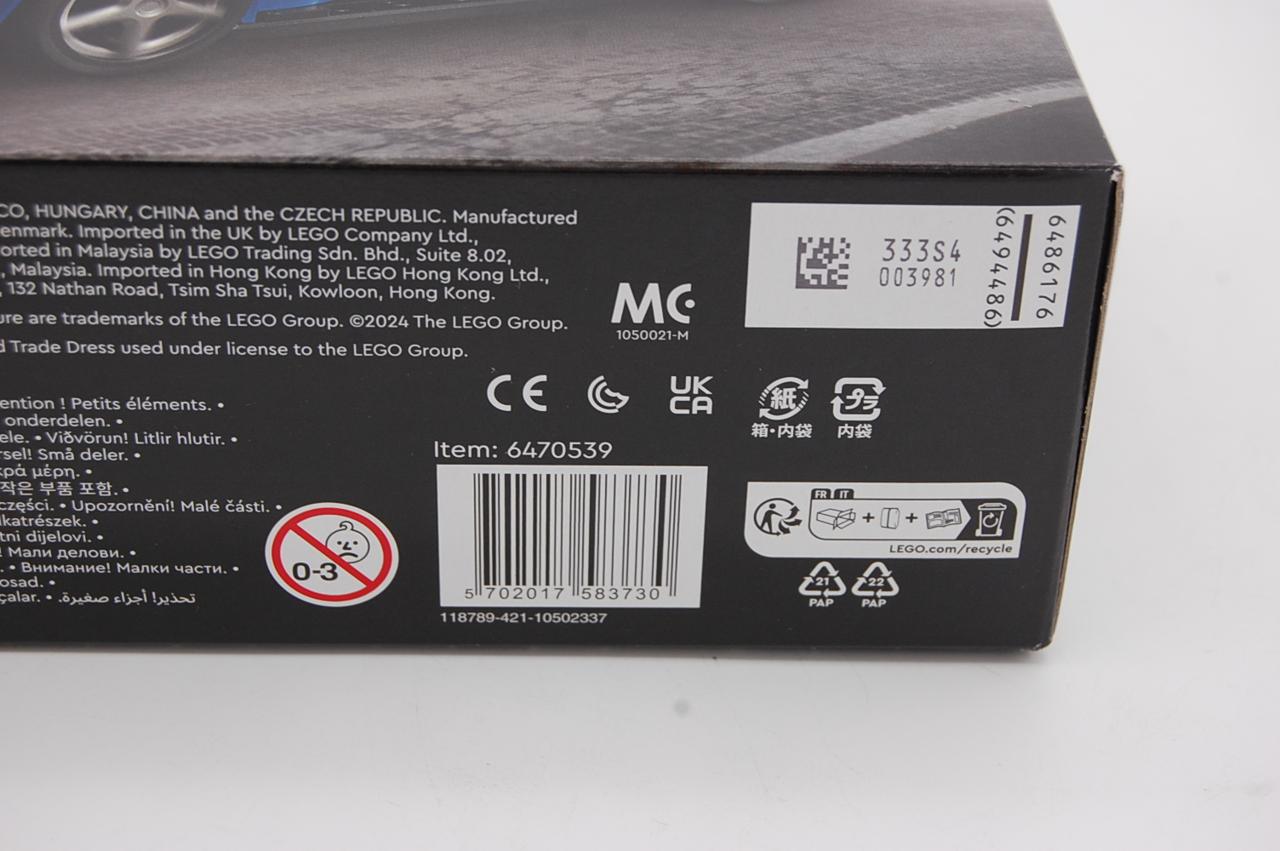 CO, HUNGARY, CHINA and the CZECH REPUBLIC. Manufactured
enmark. Imported in the UK by LEGO Company Ltd.,
orted in Malaysia by LEGO Trading Sdn. Bhd., Suite 8.02,
, Malaysia. Imported in Hong Kong by LEGO Hong Kong Ltd.,
, 132 Nathan Road, Tsim Sha Tsui, Kowloon, Hong Kong.
ure are trademarks of the LEGO Group. ©2024 The LEGO Group.
d Trade Dress used under license to the LEGO Group.
MC
1050021-M
333S4
003981
6486176
(6494486)
CE
UK
CA
紙
箱・内袋
プラ
内袋
ention ! Petits éléments. •
onderdelen. •
ele. • Viðvörun! Litlir hlutir. •
rsel! Små deler. •
κρά μέρη. •
작은 부품 포함. •
części. • Upozornění! Malé části. •
lkatrészek. •
tni dijelovi. •
! Мали делови. •
. • Внимание! Малки части. •
osad. •
çalar. • تحذير! أجزاء صغيرة.
0-3
Item: 6470539
5 702017 583730
118789-421-10502337
FR IT
+ +
LEGO.com/recycle
21 PAP
22 PAP